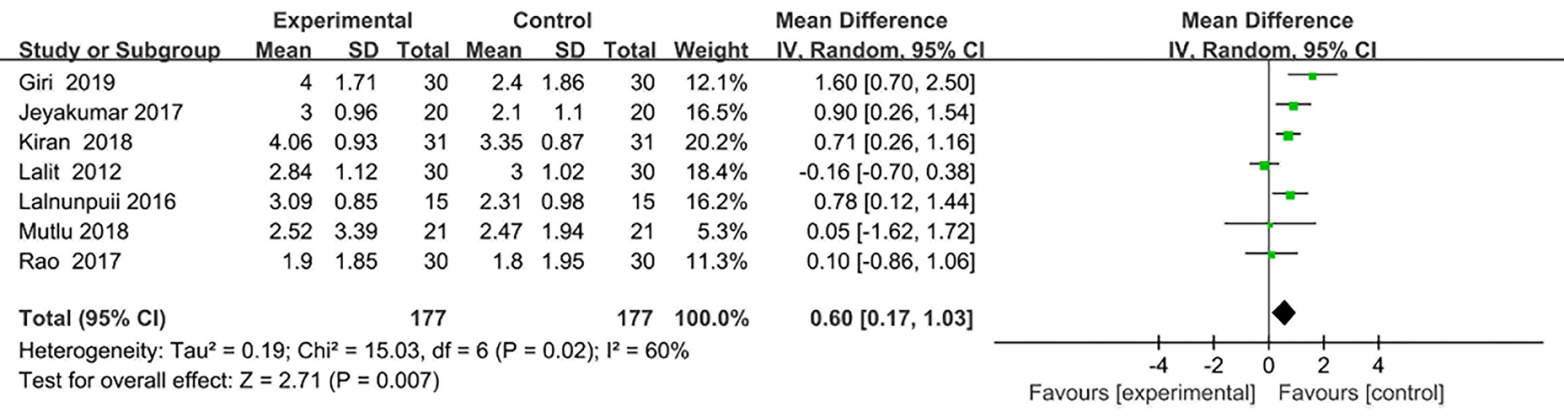 Experimental Control Mean Difference Mean Difference
Study or Subgroup Mean SD Total Mean SD Total Weight IV, Random, 95% CI IV, Random, 95% CI
Giri 2019 4 1.71 30 2.4 1.86 30 12.1% 1.60 [0.70, 2.50]
Jeyakumar 2017 3 0.96 20 2.1 1.1 20 16.5% 0.90 [0.26, 1.54]
Kiran 2018 4.06 0.93 31 3.35 0.87 31 20.2% 0.71 [0.26, 1.16]
Lalit 2012 2.84 1.12 30 3 1.02 30 18.4% -0.16 [-0.70, 0.38]
Lalnunpuii 2016 3.09 0.85 15 2.31 0.98 15 16.2% 0.78 [0.12, 1.44]
Mutlu 2018 2.52 3.39 21 2.47 1.94 21 5.3% 0.05 [-1.62, 1.72]
Rao 2017 1.9 1.85 30 1.8 1.95 30 11.3% 0.10 [-0.86, 1.06]
Total (95% CI) 177 177 100.0% 0.60 [0.17, 1.03]
Heterogeneity: Tau² = 0.19; Chi² = 15.03, df = 6 (P = 0.02); I² = 60%
Test for overall effect: Z = 2.71 (P = 0.007)
-4 -2 0 2 4
Favours [experimental] Favours [control]